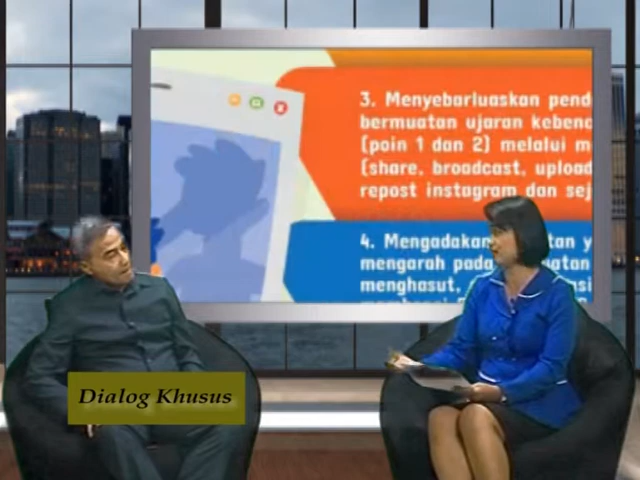 3. Menyebarluaskan pend
bermuatan ujaran kebenc
(poin 1 dan 2) melalui m
(share, broadcast, upload
repost instagram dan sej
4. Mengadakan
mengarah pada
menghasut,
Dialog Khusus